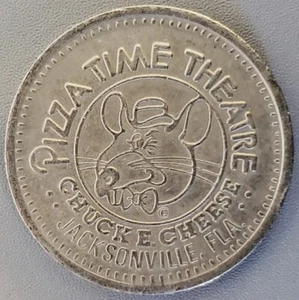 PIZZA TIME THEATRE
©
CHUCK E. CHEESE
JACKSONVILLE, FLA.